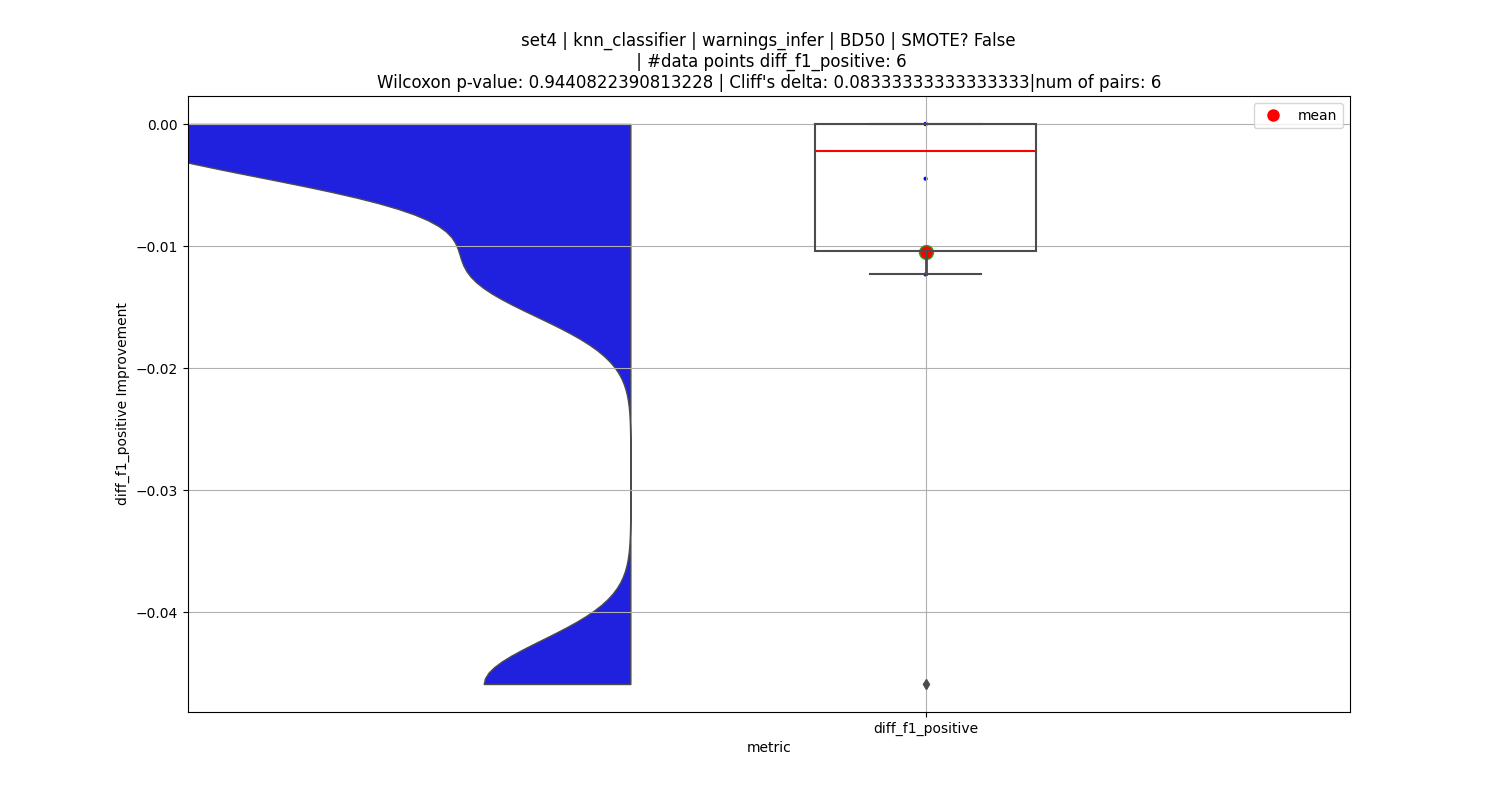 set4 | knn_classifier | warnings_infer | BD50 | SMOTE? False
| #data points diff_f1_positive: 6
Wilcoxon p-value: 0.9440822390813228 | Cliff's delta: 0.08333333333333333|num of pairs: 6
mean
0.00
−0.01
−0.02
−0.03
−0.04
diff_f1_positive Improvement
diff_f1_positive
metric